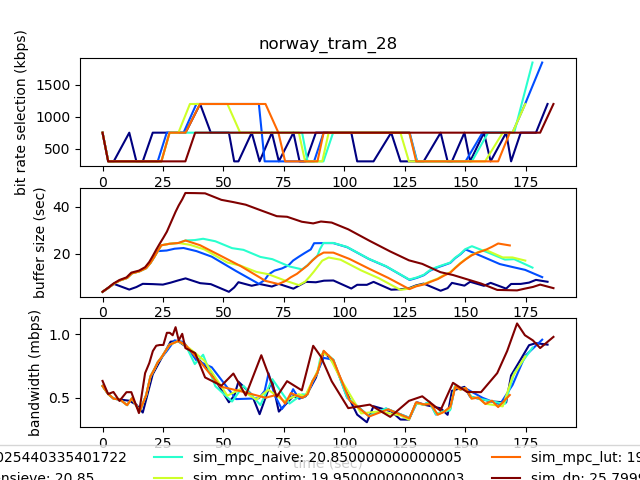 norway_tram_28
bit rate selection (kbps)
1500
1000
500
0 25 50 75 100 125 150 175
buffer size (sec)
40
20
0 25 50 75 100 125 150 175
bandwidth (mbps)
1.0
0.5
0 25 50 75 100 125 150 175
time (sec)
025440335401722 sim_mpc_naive: 20.850000000000005 sim_mpc_lut: 19
nsieve: 20.85 sim_mpc_optim: 19.950000000000003 sim_dp: 25.799